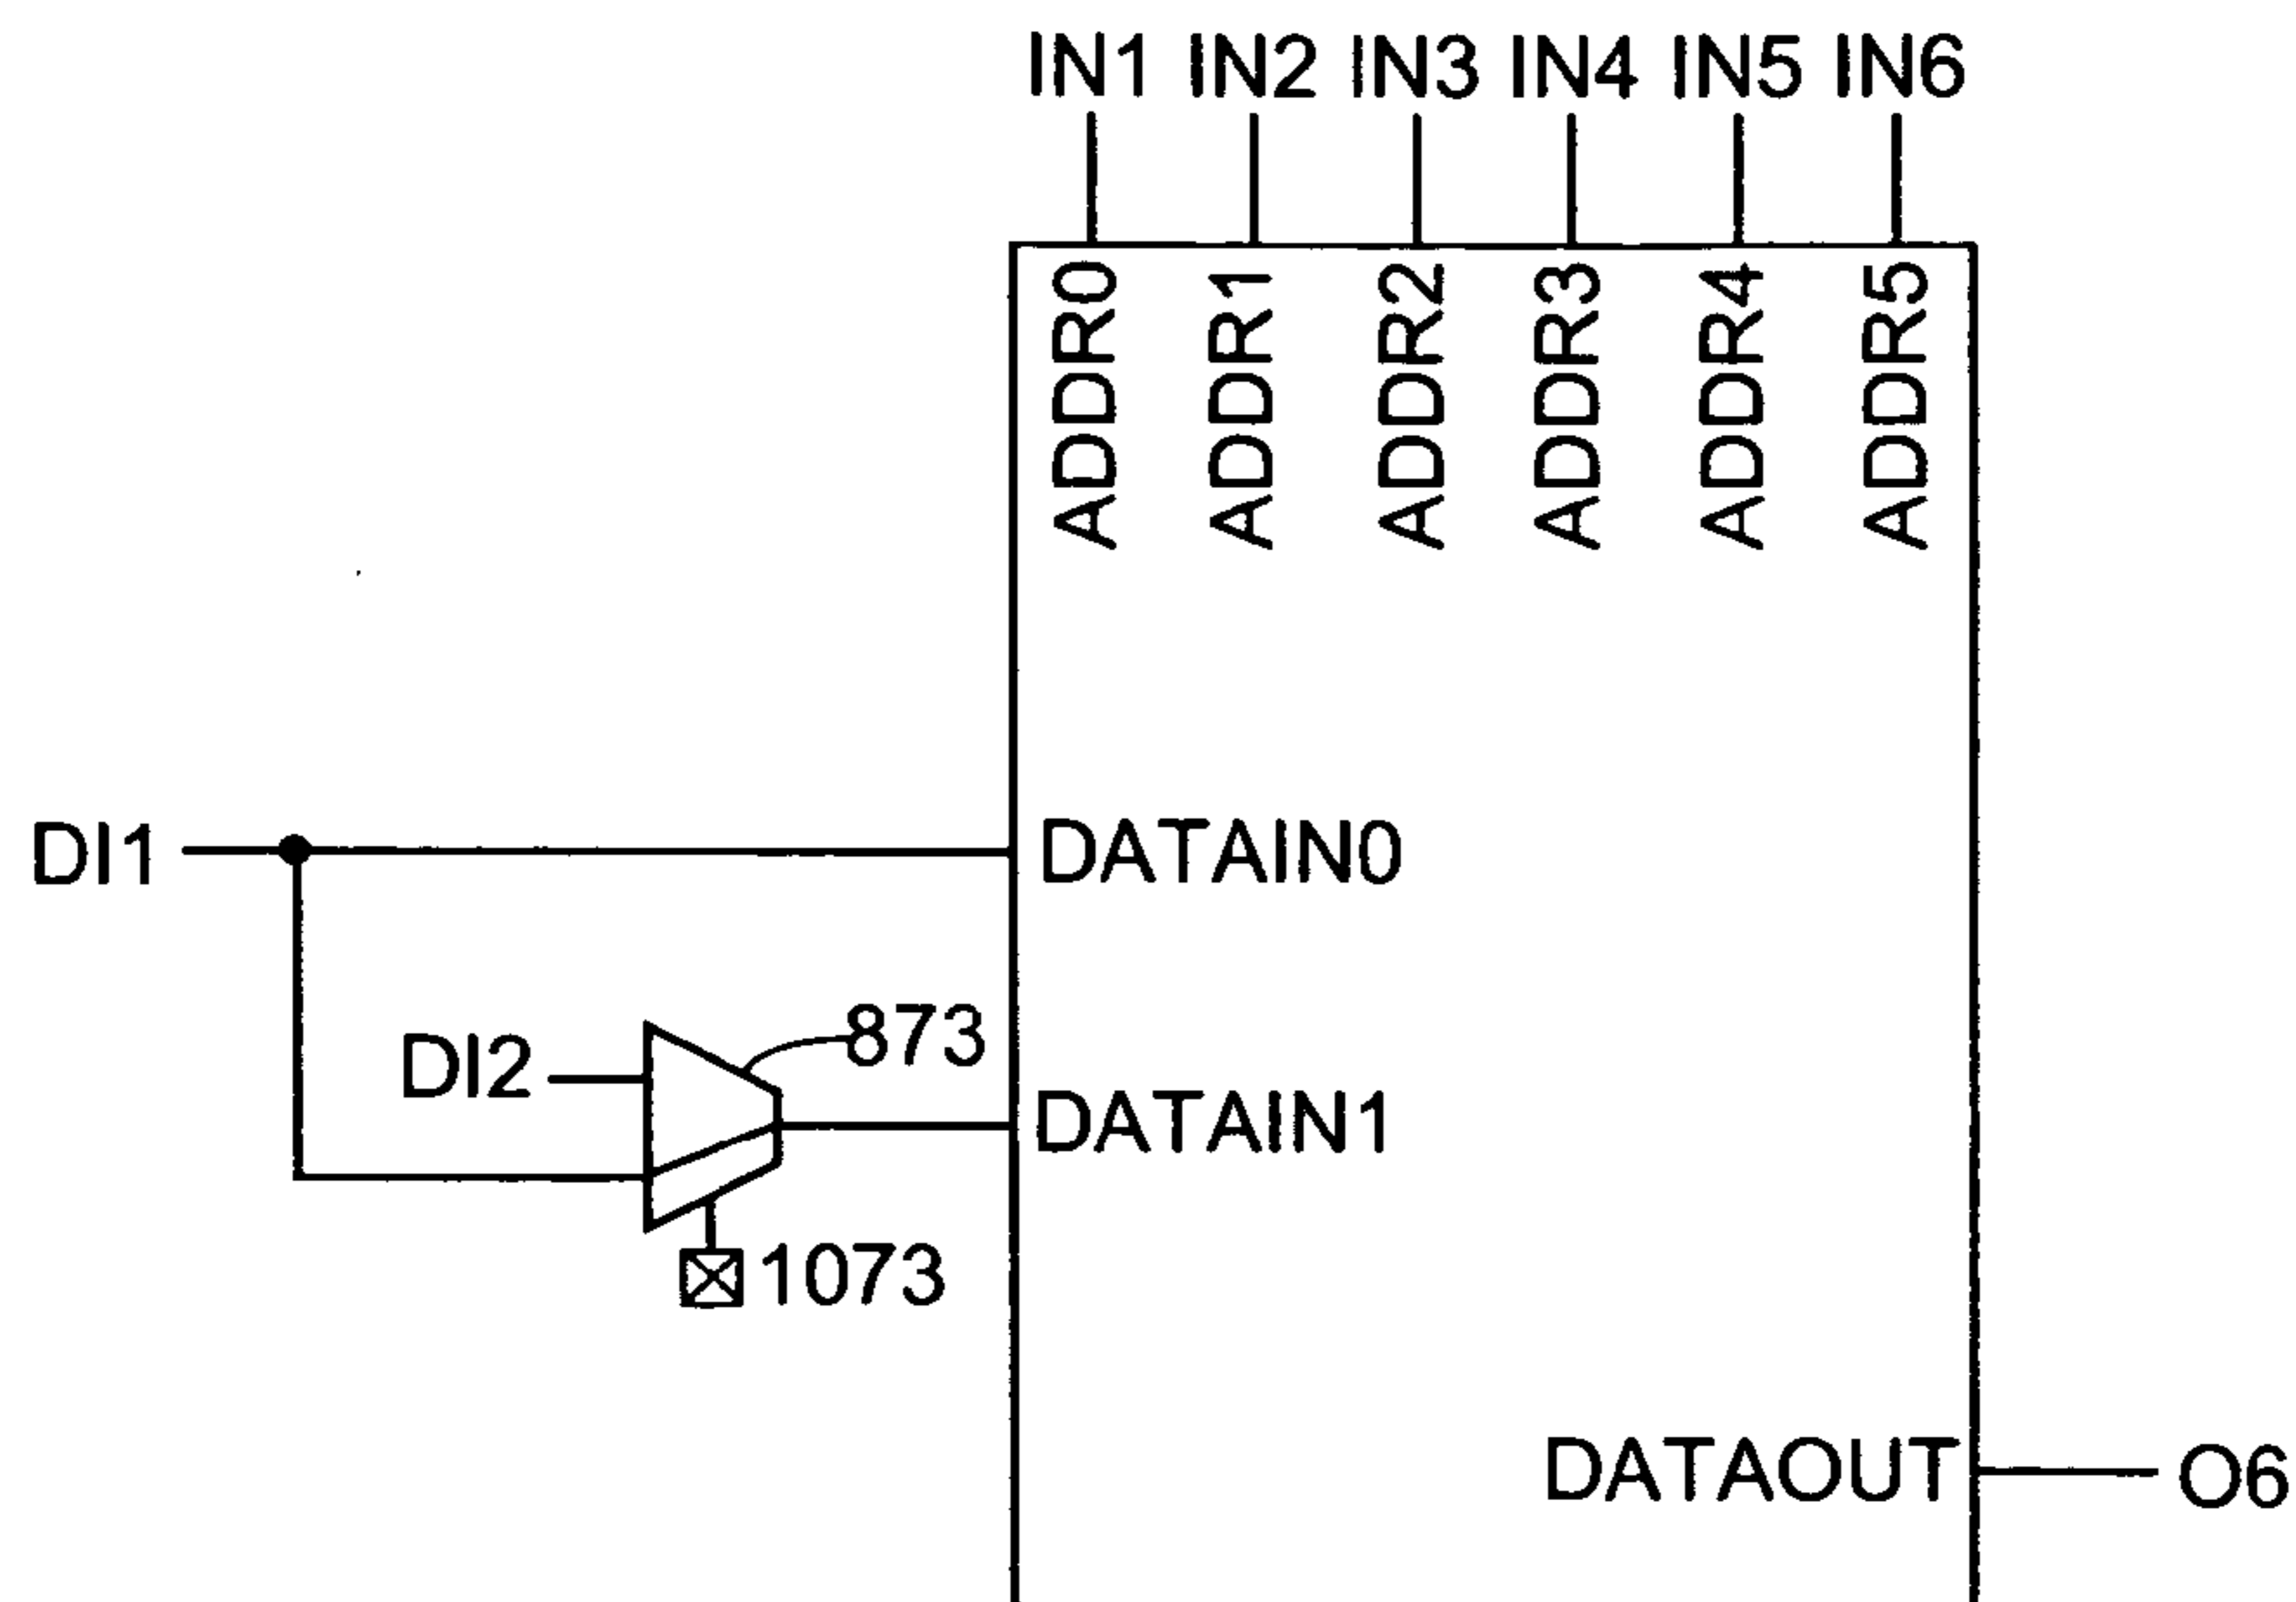 IN1 IN2 IN3 IN4 IN5 IN6
ADDR0 ADDR1 ADDR2 ADDR3 ADDR4 ADDR5
DI1 DATAIN0
873
DI2
DATAIN1
1073
DATAOUT O6